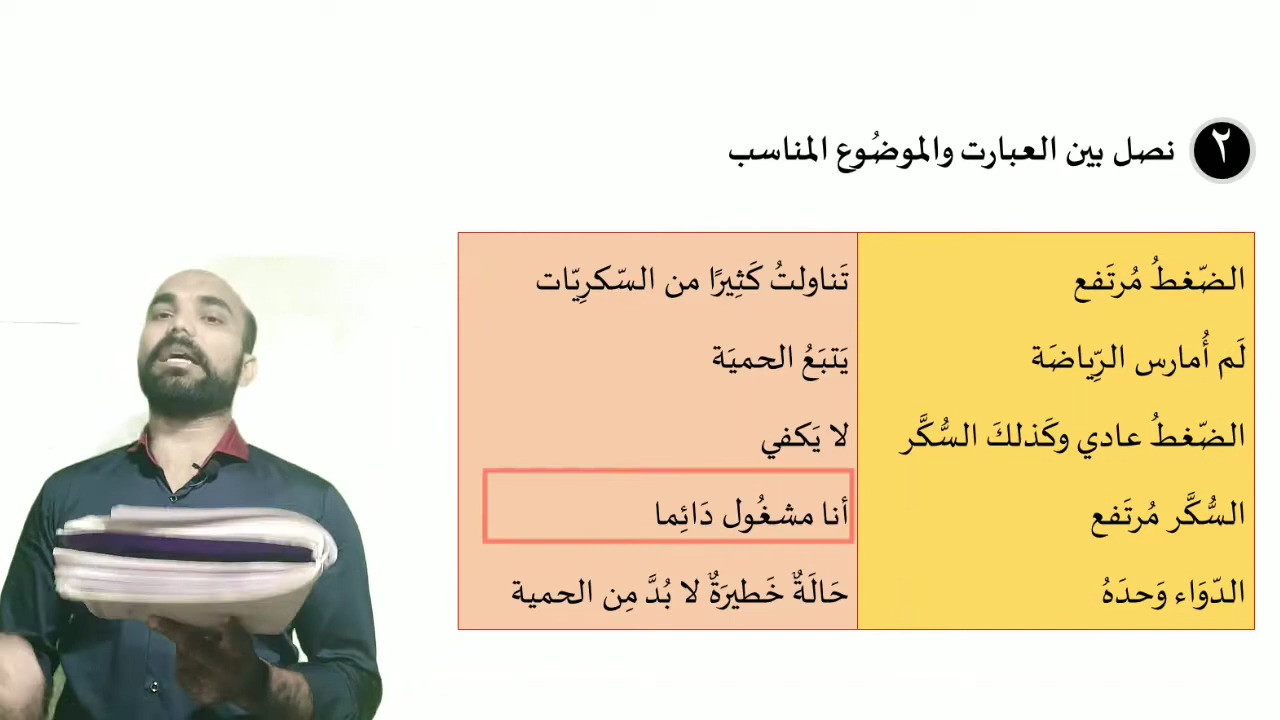 ٢ نصل بين العبارت والموضُوع المناسب
الضّغطُ مُرتَفع تَناولتُ كَثِيرًا من السّكرِيّات
لَم أُمارس الرِّياضَة يَتبَعُ الحميَة
الضّغطُ عادي وكَذلكَ السُّكَّر لا يَكفي
السُّكَّر مُرتَفع أنا مشغُول دَائِما
الدّوَاء وَحدَهُ حَالَةٌ خَطيرَةٌ لا بُدَّ مِن الحمية